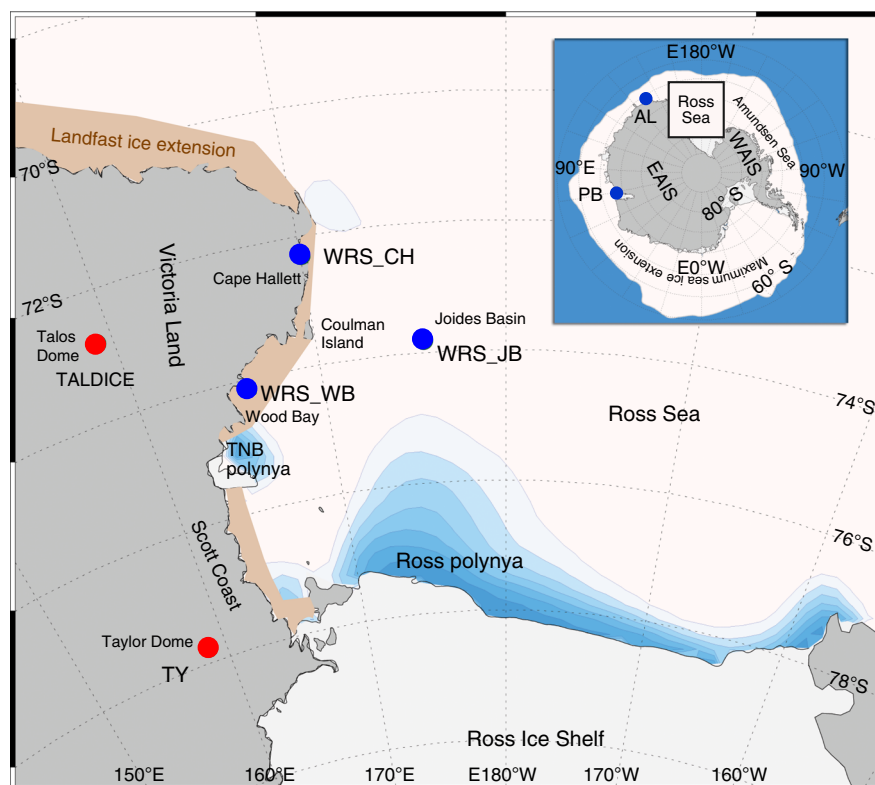 E180°W
Ross
Sea
AL
Amundsen Sea
WAIS
90°E
90°W
EAIS
PB
80° S
E0°W
60° S
Maximum sea ice extension
Landfast ice extension
70°S
Victoria Land
WRS_CH
Cape Hallett
72°S
Talos
Dome
TALDICE
Coulman
Island
Joides Basin
WRS_JB
WRS_WB
Wood Bay
Ross Sea
74°S
TNB
polynya
76°S
Scott Coast
Ross polynya
Taylor Dome
TY
78°S
Ross Ice Shelf
150°E
160°E
170°E
E180°W
170°W
160°W